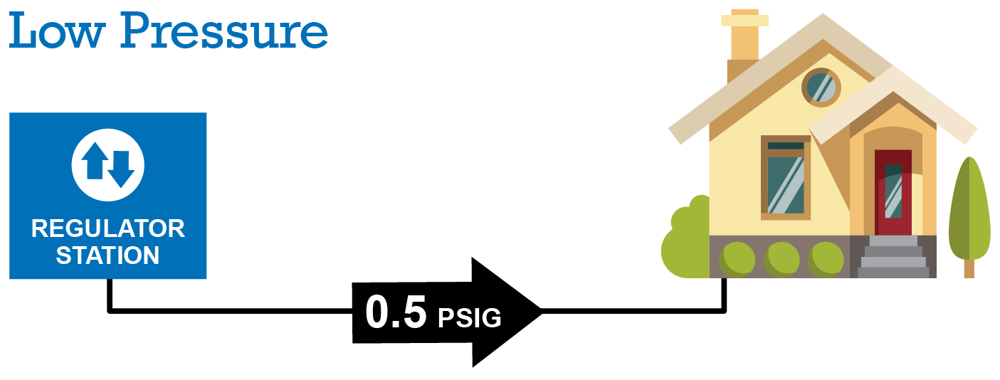 Low Pressure
REGULATOR
STATION
0.5 PSIG